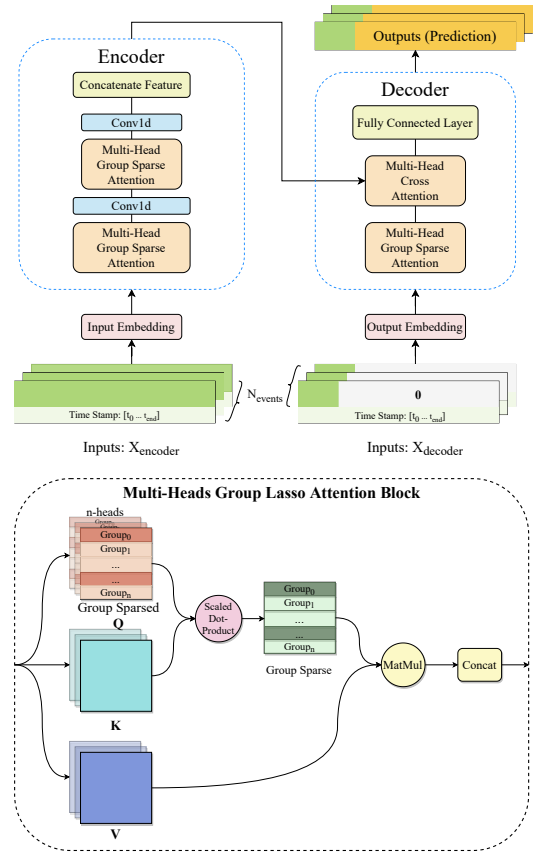 Encoder
Concatenate Feature
Conv1d
Multi-Head
Group Sparse
Attention
Conv1d
Multi-Head
Group Sparse
Attention
Input Embedding
Time Stamp: [t0 ... tend]
Inputs: Xencoder
Nevents
Outputs (Prediction)
Decoder
Fully Connected Layer
Multi-Head
Cross
Attention
Multi-Head
Group Sparse
Attention
Output Embedding
0
Time Stamp: [t0 ... tend]
Inputs: Xdecoder
Multi-Heads Group Lasso Attention Block
n-heads
Group0
Group0
Group0
Group1
...
...
Groupn
Group Sparsed
Q
K
V
Scaled
Dot-
Product
Group0
Group1
...
...
Groupn
Group Sparse
MatMul
Concat